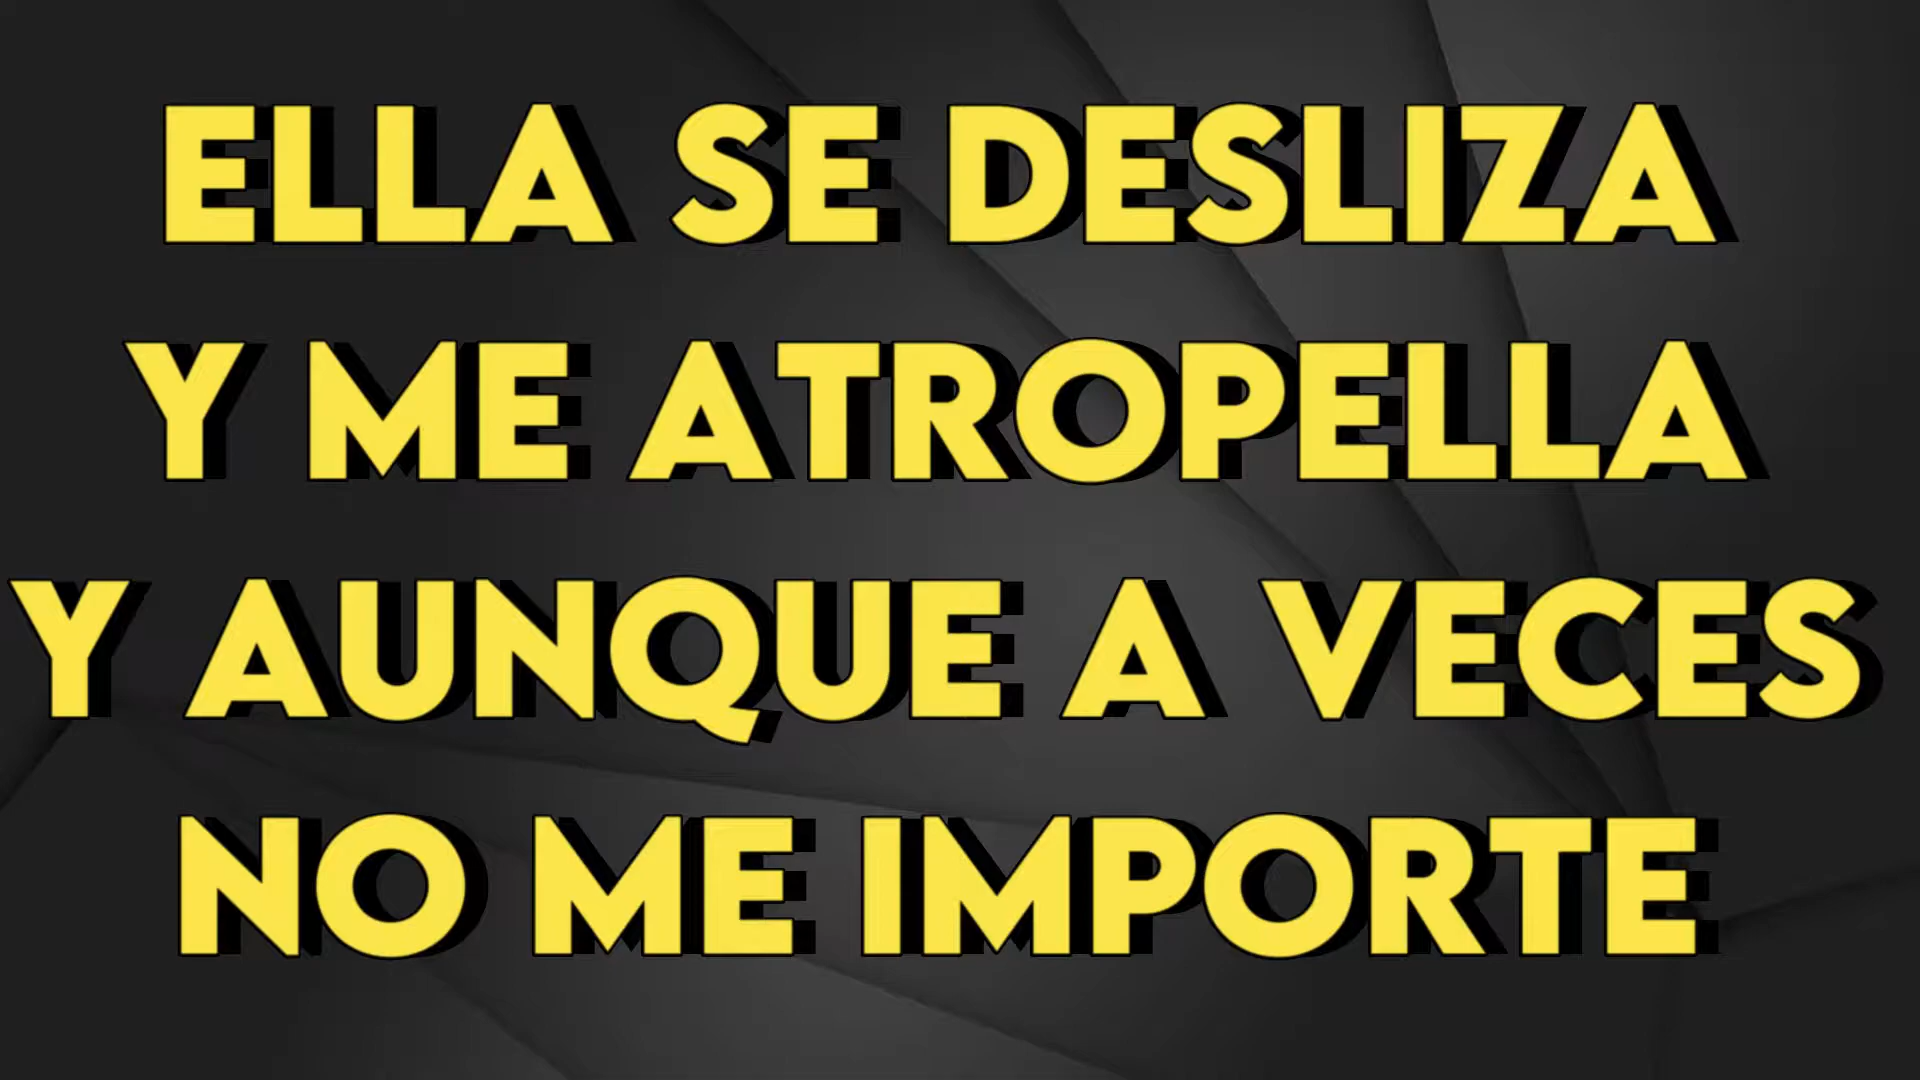 ELLA SE DESLIZA
Y ME ATROPELLA
Y AUNQUE A VECES
NO ME IMPORTE